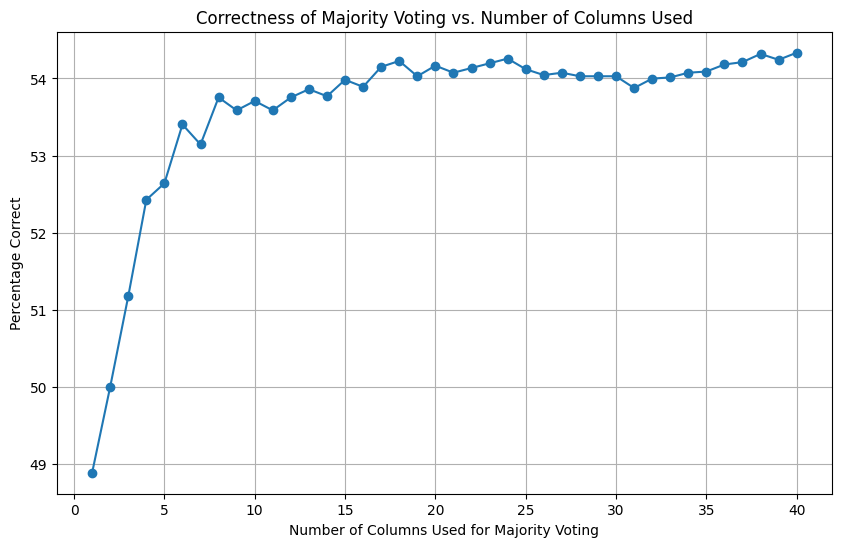 Correctness of Majority Voting vs. Number of Columns Used
Percentage Correct
54
53
52
51
50
49
0 5 10 15 20 25 30 35 40
Number of Columns Used for Majority Voting